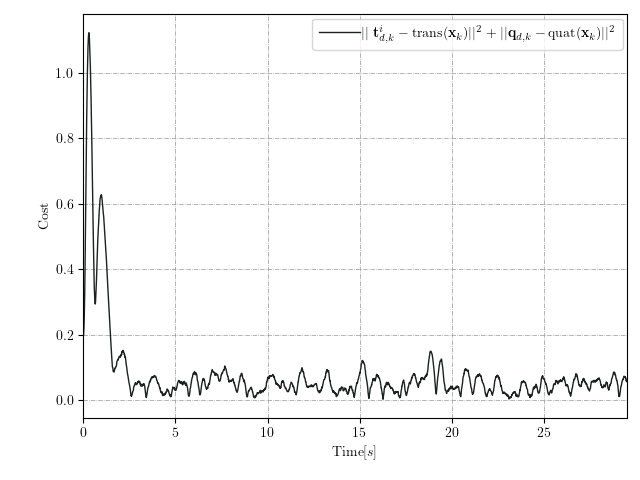 || t^i_{d,k} − trans(x_k)||² + ||q_{d,k} − quat(x_k)||²
1.0
0.8
0.6
0.4
0.2
0.0
Cost
0 5 10 15 20 25
Time[s]